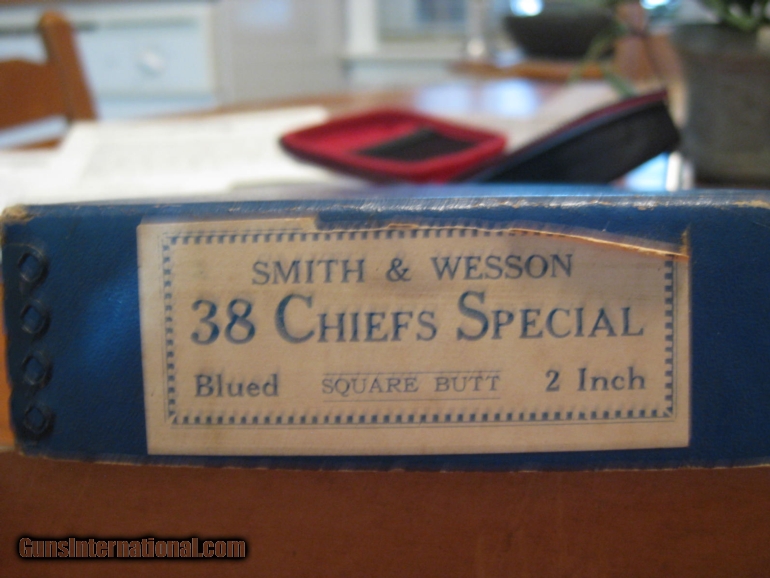 SMITH & WESSON
38 CHIEFS SPECIAL
Blued SQUARE BUTT 2 Inch
GunsInternational.com